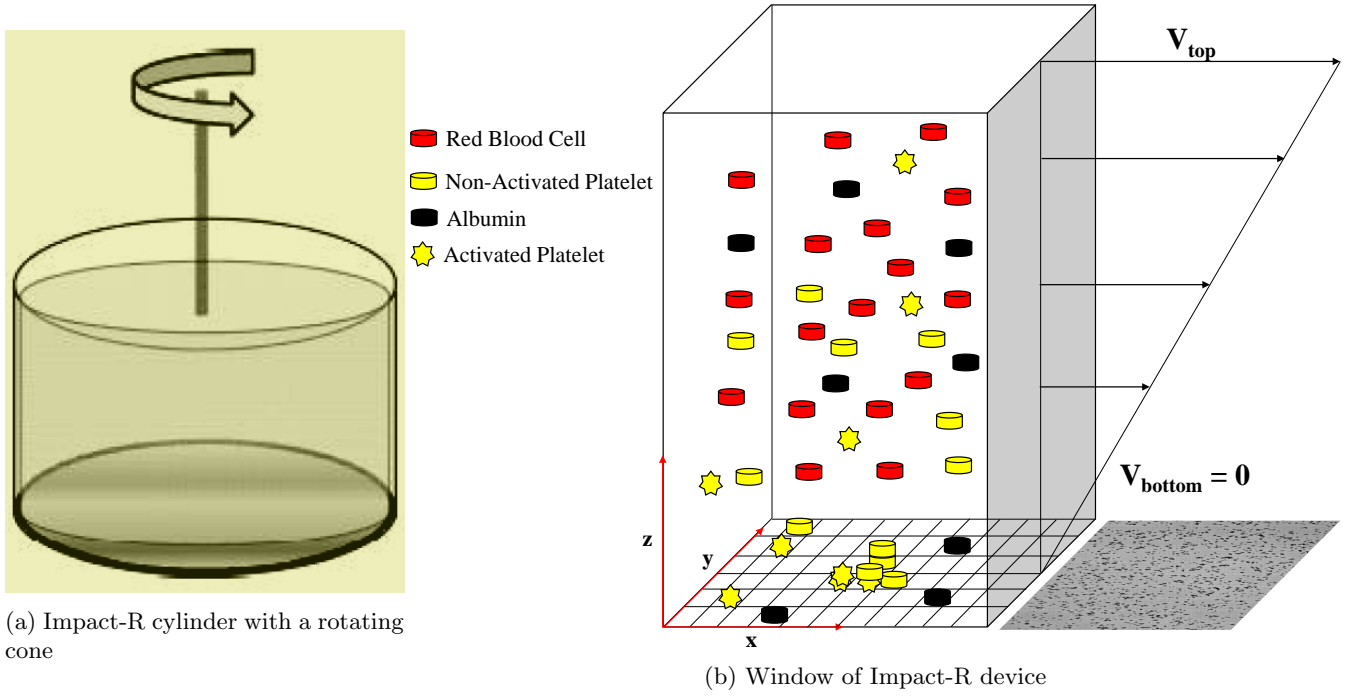 Red Blood Cell
Non-Activated Platelet
Albumin
Activated Platelet
V_top
V_bottom = 0
z
y
x
(a) Impact-R cylinder with a rotating
cone
(b) Window of Impact-R device